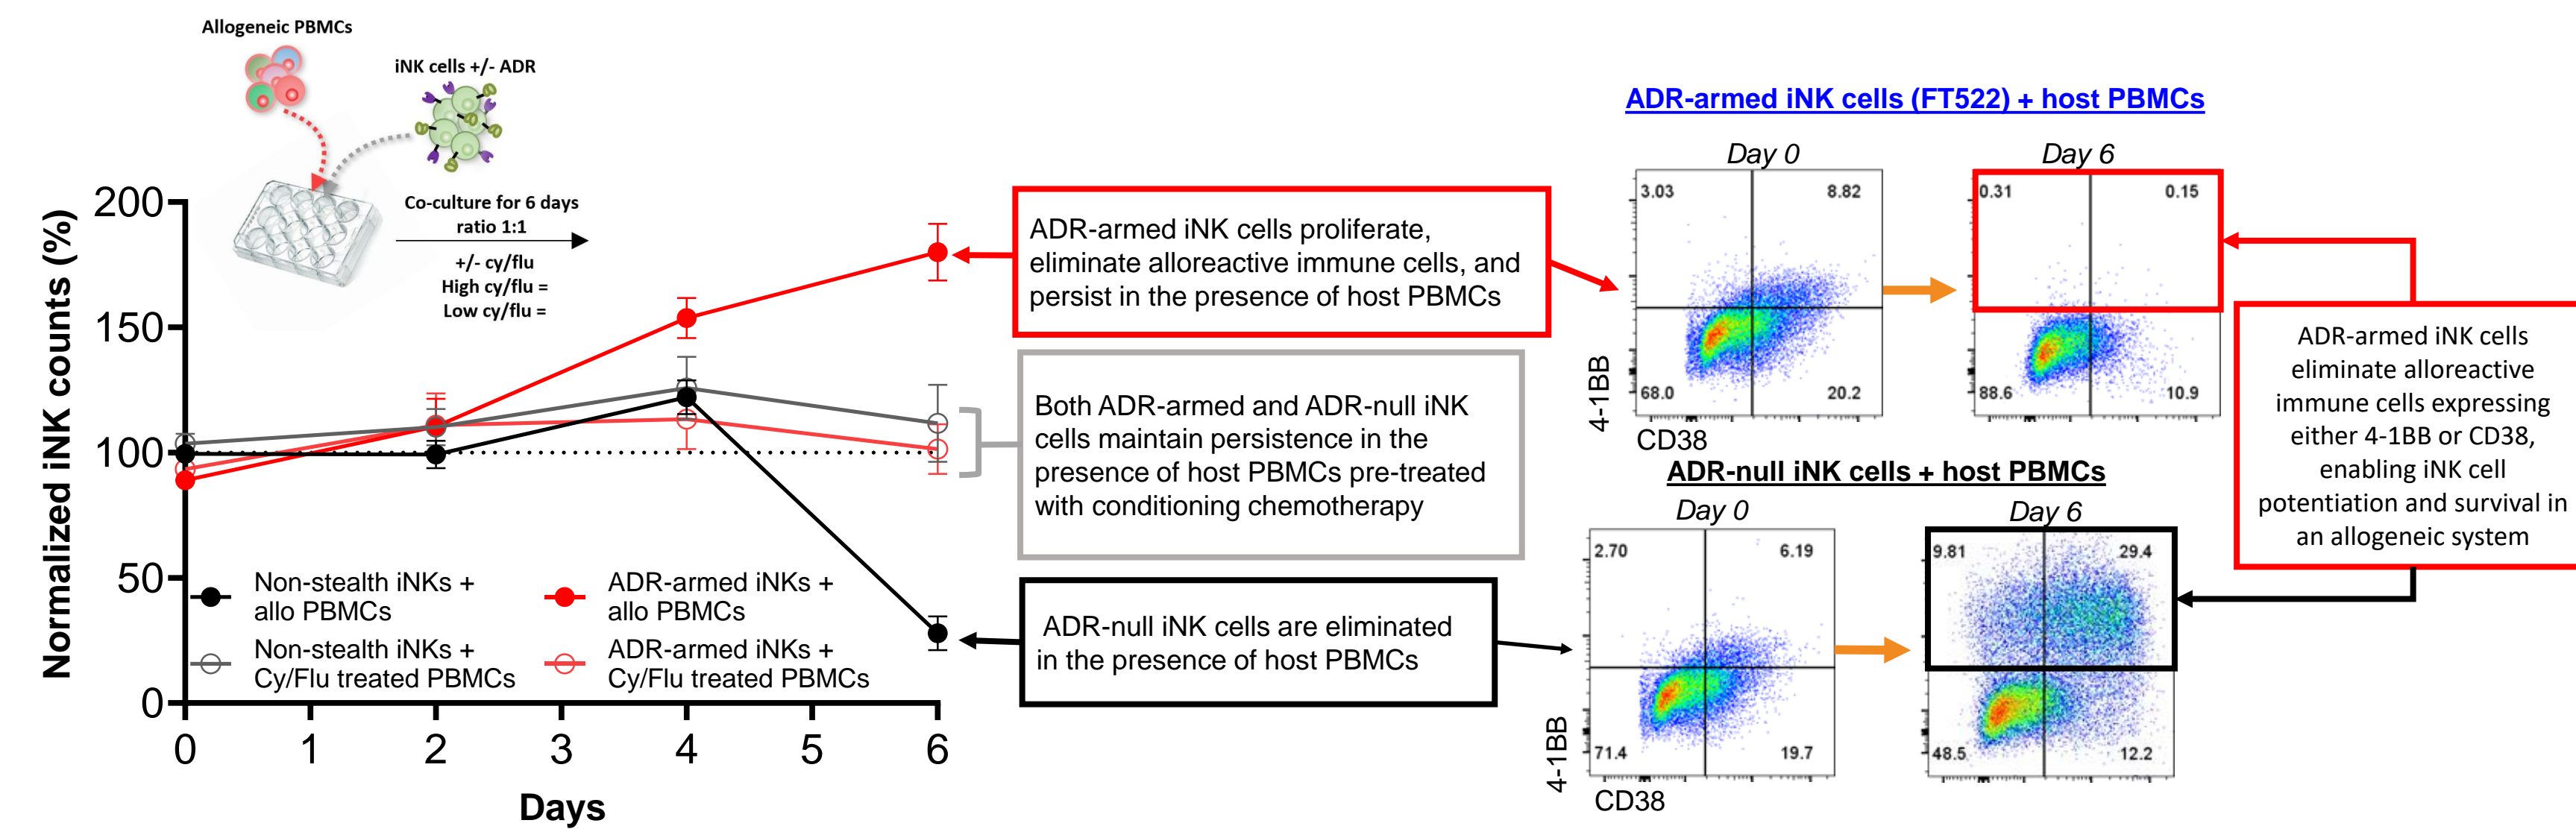 Allogeneic PBMCs
iNK cells +/- ADR
Co-culture for 6 days
ratio 1:1
+/- cy/flu
High cy/flu =
Low cy/flu =
Normalized iNK counts (%)
200
150
100
50
0
0
1
2
3
4
5
6
Days
Non-stealth iNKs +
allo PBMCs
Non-stealth iNKs +
Cy/Flu treated PBMCs
ADR-armed iNKs +
allo PBMCs
ADR-armed iNKs +
Cy/Flu treated PBMCs
ADR-armed iNK cells proliferate,
eliminate alloreactive immune cells, and
persist in the presence of host PBMCs
Both ADR-armed and ADR-null iNK
cells maintain persistence in the
presence of host PBMCs pre-treated
with conditioning chemotherapy
ADR-null iNK cells are eliminated
in the presence of host PBMCs
ADR-armed iNK cells (FT522) + host PBMCs
Day 0
3.03
8.82
68.0
20.2
4-1BB
CD38
Day 6
0.31
0.15
88.6
10.9
ADR-null iNK cells + host PBMCs
Day 0
2.70
6.19
71.4
19.7
4-1BB
CD38
Day 6
9.81
29.4
48.5
12.2
ADR-armed iNK cells
eliminate alloreactive
immune cells expressing
either 4-1BB or CD38,
enabling iNK cell
potentiation and survival in
an allogeneic system